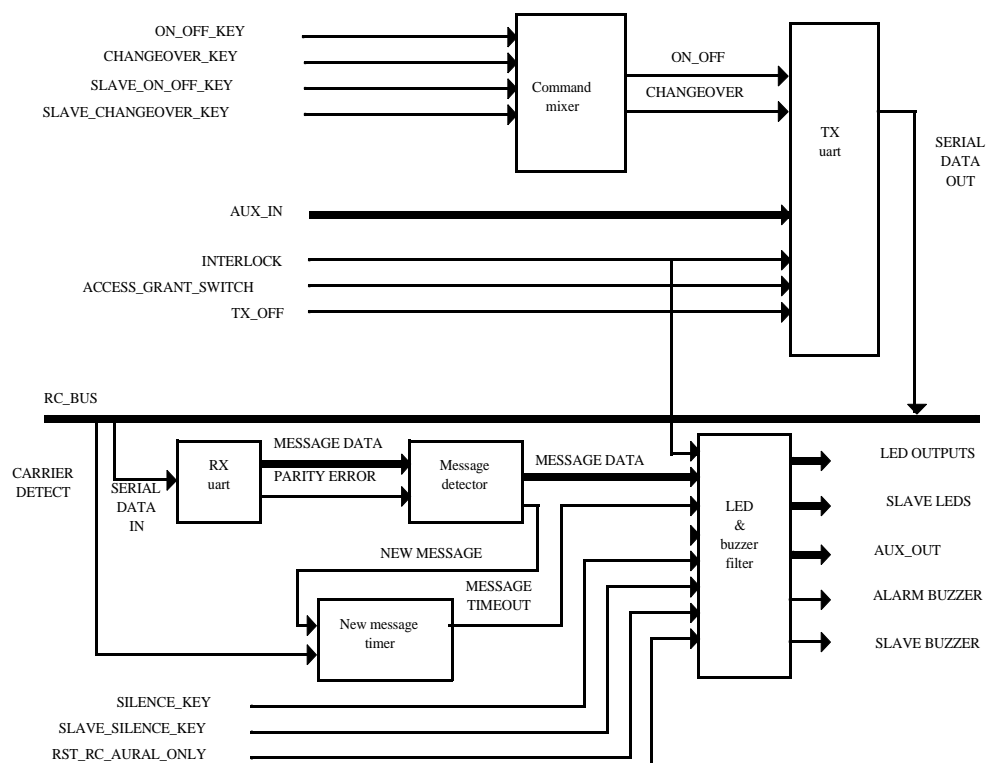 ON_OFF_KEY
CHANGEOVER_KEY
SLAVE_ON_OFF_KEY
SLAVE_CHANGEOVER_KEY
Command
mixer
ON_OFF
CHANGEOVER
TX
uart
SERIAL
DATA
OUT
AUX_IN
INTERLOCK
ACCESS_GRANT_SWITCH
TX_OFF
RC_BUS
CARRIER
DETECT
SERIAL
DATA
IN
RX
uart
MESSAGE DATA
PARITY ERROR
Message
detector
MESSAGE DATA
NEW MESSAGE
MESSAGE
TIMEOUT
New message
timer
LED
&
buzzer
filter
LED OUTPUTS
SLAVE LEDS
AUX_OUT
ALARM BUZZER
SLAVE BUZZER
SILENCE_KEY
SLAVE_SILENCE_KEY
RST_RC_AURAL_ONLY